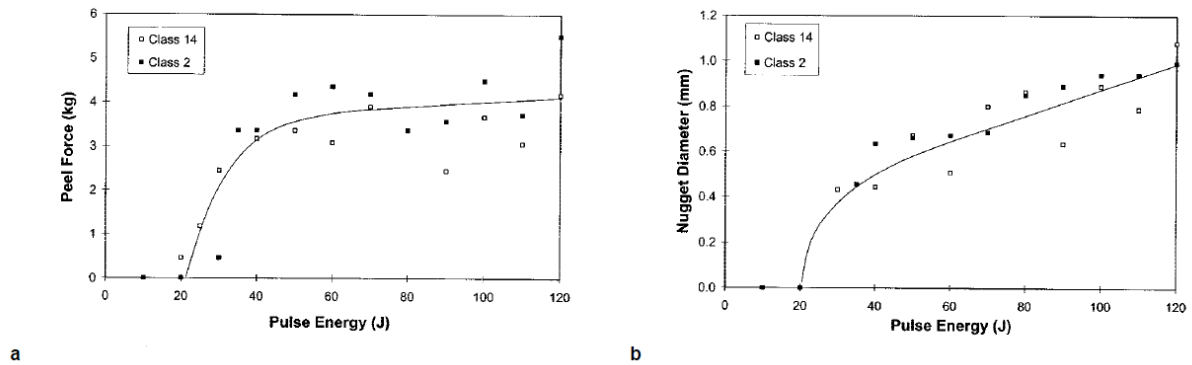 6
5
4
3
2
1
0
Peel Force (kg)
Class 14
Class 2
0 20 40 60 80 100 120
Pulse Energy (J)
a
1.2
1.0
0.8
0.6
0.4
0.2
0.0
Nugget Diameter (mm)
Class 14
Class 2
0 20 40 60 80 100 120
Pulse Energy (J)
b